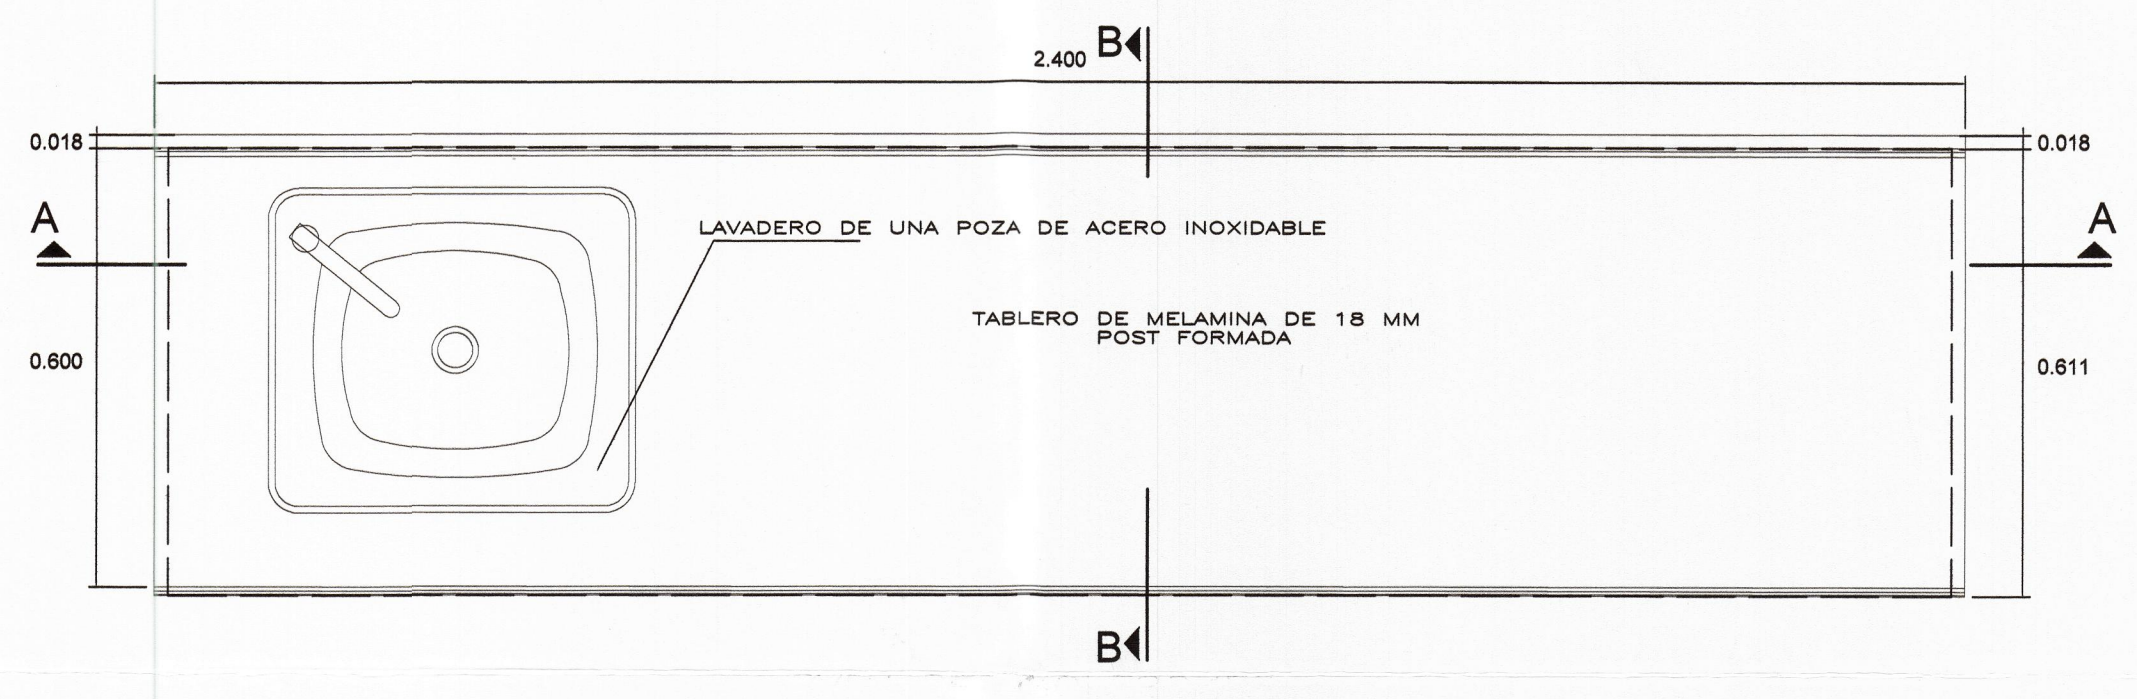 B
2.400
0.018
0.018
A
A
LAVADERO DE UNA POZA DE ACERO INOXIDABLE
TABLERO DE MELAMINA DE 18 MM
POST FORMADA
0.600
0.611
B